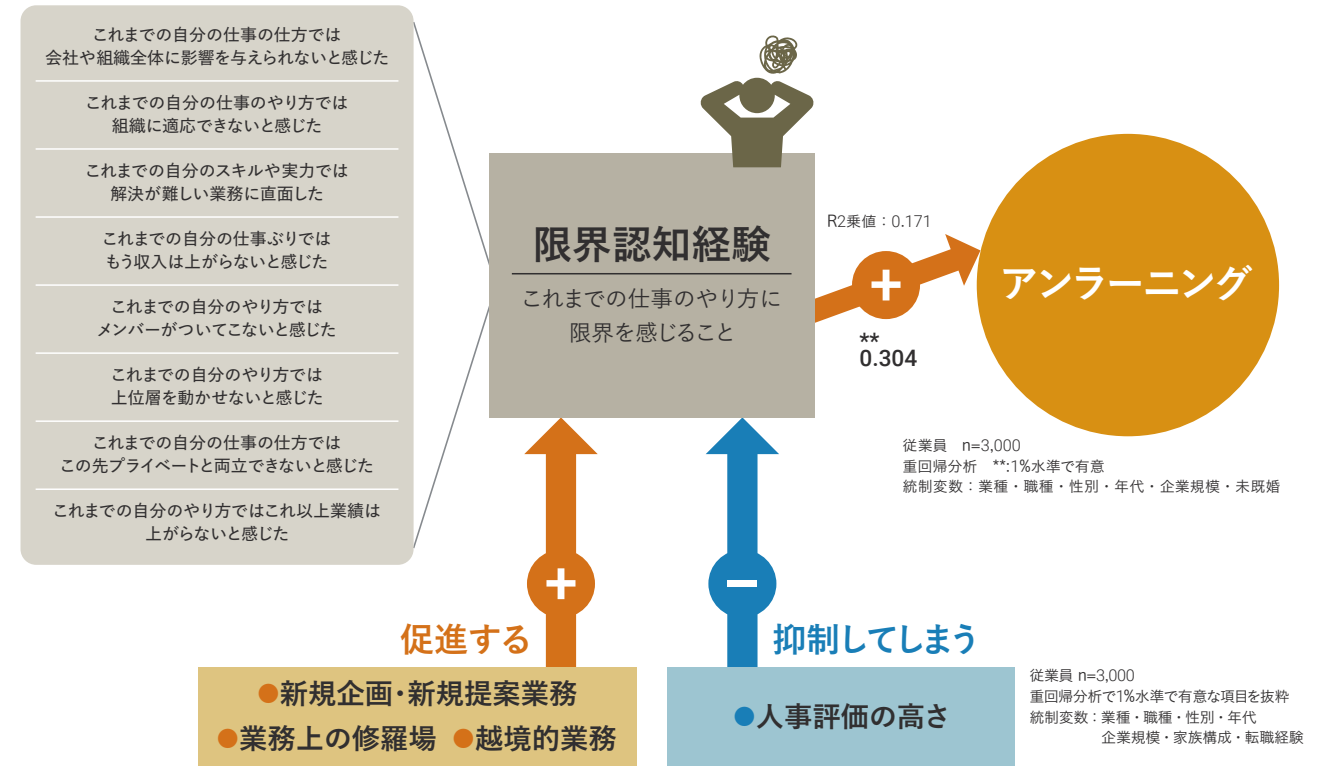 これまでの自分の仕事の仕方では
会社や組織全体に影響を与えられないと感じた
これまでの自分の仕事のやり方では
組織に適応できないと感じた
これまでの自分のスキルや実力では
解決が難しい業務に直面した
これまでの自分の仕事ぶりでは
もう収入は上がらないと感じた
これまでの自分のやり方では
メンバーがついてこないと感じた
これまでの自分のやり方では
上位層を動かせないと感じた
これまでの自分の仕事の仕方では
この先プライベートと両立できないと感じた
これまでの自分のやり方ではこれ以上業績は
上がらないと感じた
限界認知経験
これまでの仕事のやり方に
限界を感じること
R2乗値：0.171
+
**
0.304
アンラーニング
従業員　n=3,000
重回帰分析　**:1%水準で有意
統制変数：業種・職種・性別・年代・企業規模・未既婚
+
促進する
●新規企画・新規提案業務
●業務上の修羅場 ●越境的業務
−
抑制してしまう
●人事評価の高さ
従業員 n=3,000
重回帰分析で1%水準で有意な項目を抜粋
統制変数：業種・職種・性別・年代
企業規模・家族構成・転職経験